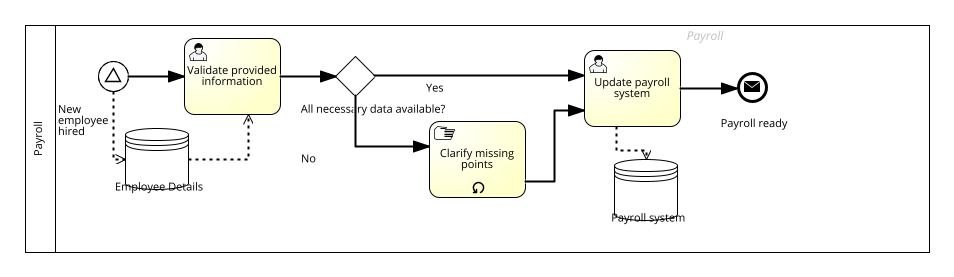 Payroll
Payroll
New
employee
hired
Validate provided
information
Employee Details
All necessary data available?
Yes
No
Clarify missing
points
Update payroll
system
Payroll system
Payroll ready